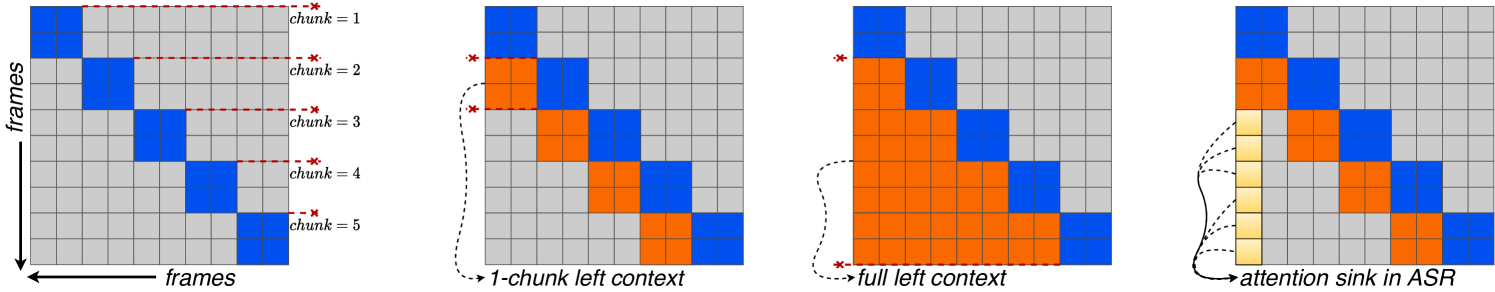 chunk = 1
chunk = 2
chunk = 3
chunk = 4
chunk = 5
frames
frames
1-chunk left context
full left context
attention sink in ASR